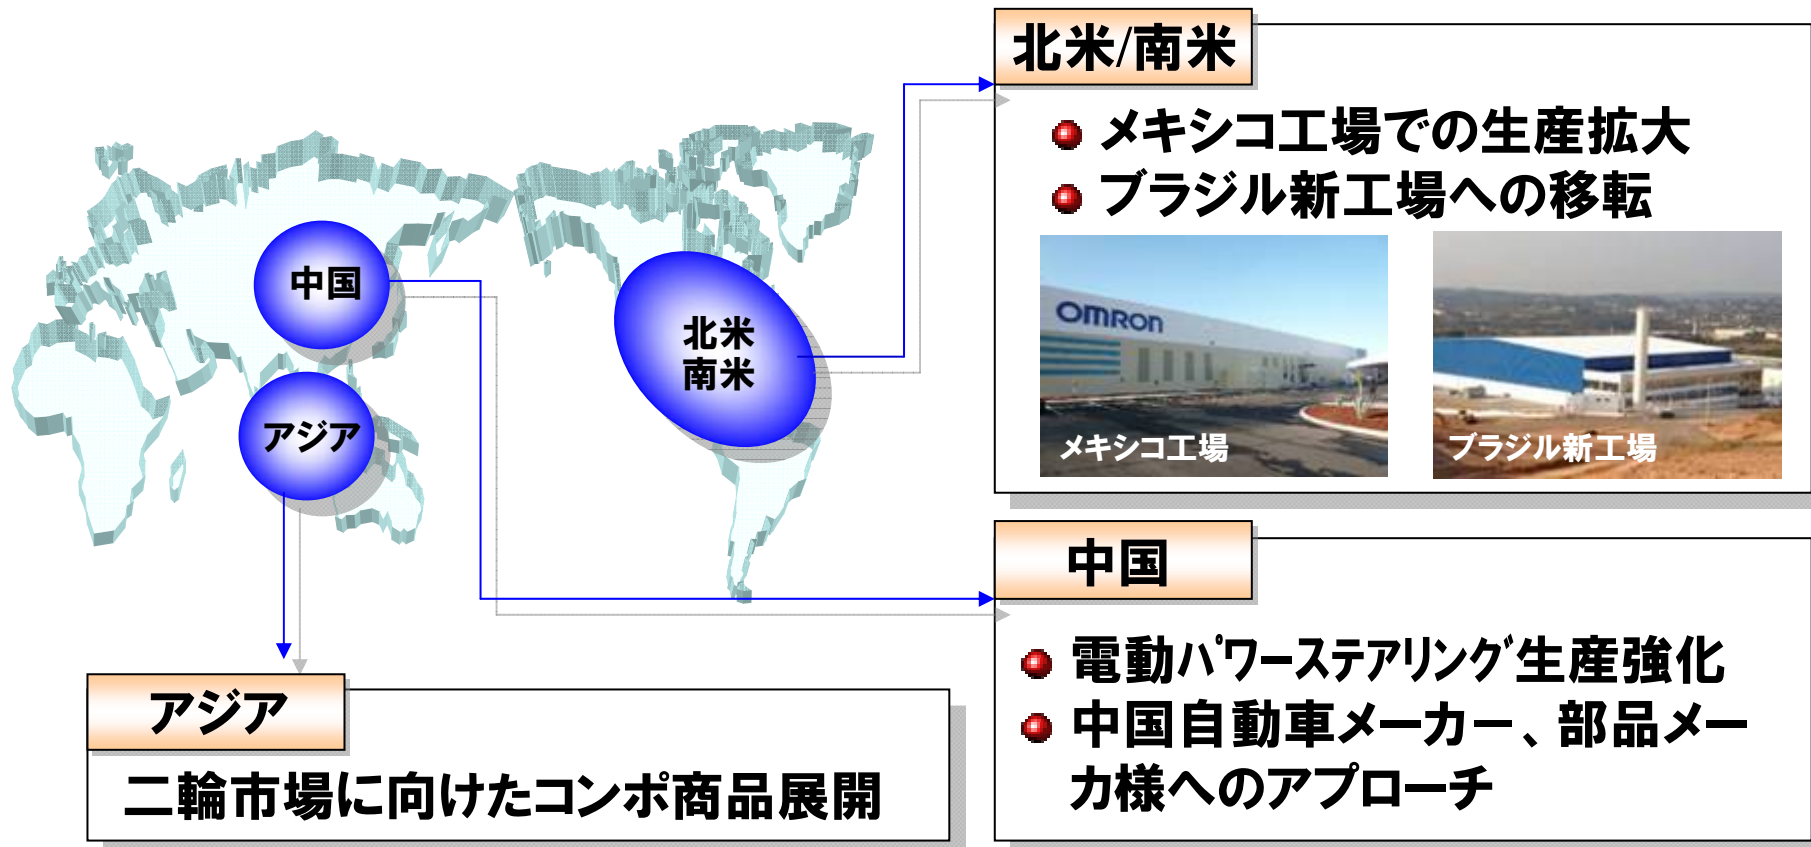 北米/南米
メキシコ工場での生産拡大
ブラジル新工場への移転
OMRON
メキシコ工場
ブラジル新工場
中国
北米
南米
アジア
中国
電動パワーステアリング生産強化
中国自動車メーカー、部品メー
カ様へのアプローチ
アジア
二輪市場に向けたコンポ商品展開